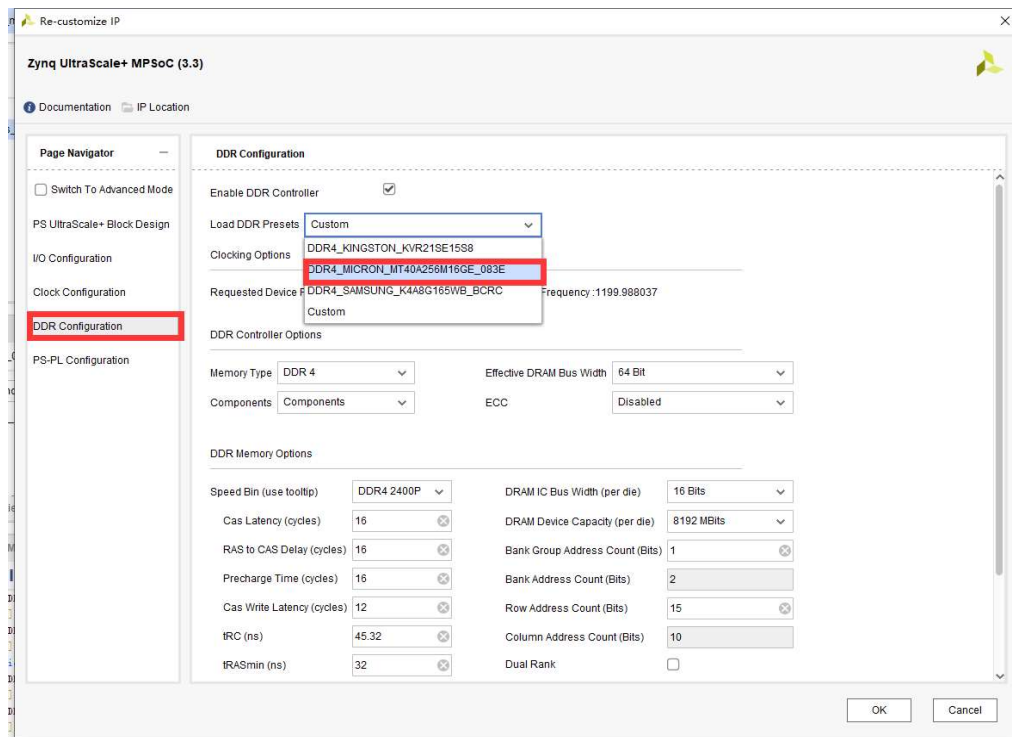 Re-customize IP
Zynq UltraScale+ MPSoC (3.3)
Documentation IP Location
Page Navigator
Switch To Advanced Mode
PS UltraScale+ Block Design
I/O Configuration
Clock Configuration
DDR Configuration
PS-PL Configuration
DDR Configuration
Enable DDR Controller
Load DDR Presets Custom
DDR4_KINGSTON_KVR21SE15S8
Clocking Options
DDR4_MICRON_MT40A256M16GE_083E
Requested Device DDR4_SAMSUNG_K4A8G165WB_BCRC Frequency :1199.988037
Custom
DDR Controller Options
Memory Type DDR 4 Effective DRAM Bus Width 64 Bit
Components Components ECC Disabled
DDR Memory Options
Speed Bin (use tooltip) DDR4 2400P DRAM IC Bus Width (per die) 16 Bits
Cas Latency (cycles) 16 DRAM Device Capacity (per die) 8192 MBits
RAS to CAS Delay (cycles) 16 Bank Group Address Count (Bits) 1
Precharge Time (cycles) 16 Bank Address Count (Bits) 2
Cas Write Latency (cycles) 12 Row Address Count (Bits) 15
tRC (ns) 45.32 Column Address Count (Bits) 10
tRASmin (ns) 32 Dual Rank
OK Cancel